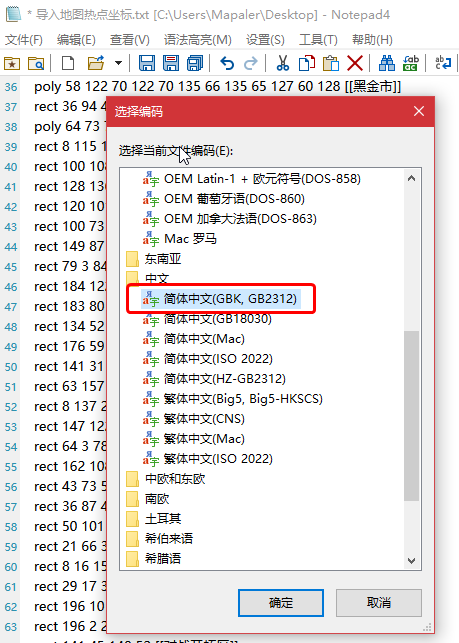 * 导入地图热点坐标.txt [C:\Users\Mapaler\Desktop] - Notepad4
文件(F) 编辑(E) 查看(V) 语法高亮(M) 设置(S) 工具(T) 帮助(H)
36 poly 58 122 70 122 70 135 66 135 65 127 60 128 [[黑金市]]
37 rect 36 94 4
38 poly 64 73 7
39 rect 8 115 1
40 rect 100 108
41 rect 128 136
42 rect 120 10
43 rect 100 73
44 rect 149 87
45 rect 79 3 84
46 rect 184 12
47 rect 183 80
48 rect 134 52
49 rect 176 59
50 rect 141 31
51 rect 63 157
52 rect 8 137 2
53 rect 147 12
54 rect 64 3 78
55 rect 162 108
56 rect 43 73 5
57 rect 36 87 4
58 rect 50 101
59 rect 21 66 3
60 rect 8 16 15
61 rect 29 17 3
62 rect 196 10
63 rect 196 2 2
选择编码
选择当前文件编码(E):
OEM Latin-1 + 欧元符号(DOS-858)
OEM 葡萄牙语(DOS-860)
OEM 加拿大法语(DOS-863)
Mac 罗马
东南亚
中文
简体中文(GBK, GB2312)
简体中文(GB18030)
简体中文(Mac)
简体中文(ISO 2022)
简体中文(HZ-GB2312)
繁体中文(Big5, Big5-HKSCS)
繁体中文(CNS)
繁体中文(Mac)
繁体中文(ISO 2022)
中欧和东欧
南欧
土耳其
希伯来语
希腊语
确定
取消